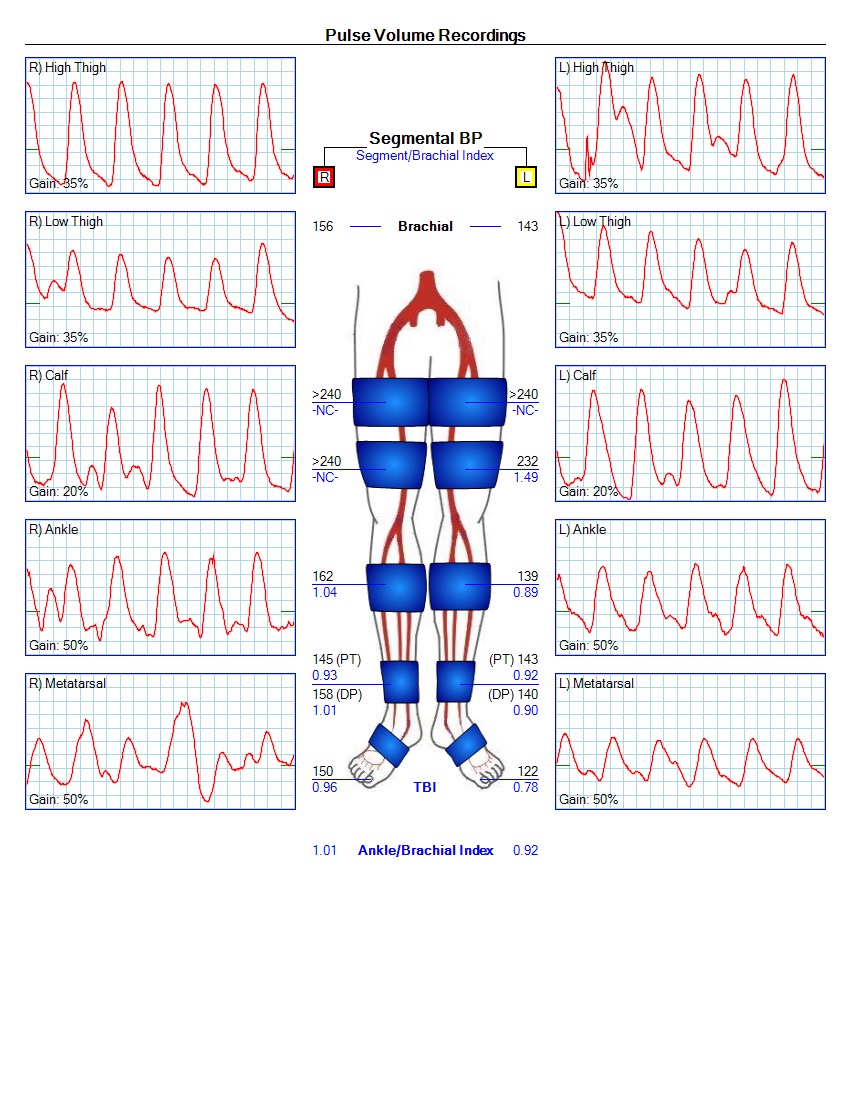 Pulse Volume Recordings
R) High Thigh
Gain: 35%
R) Low Thigh
Gain: 35%
R) Calf
Gain: 20%
R) Ankle
Gain: 50%
R) Metatarsal
Gain: 50%
Segmental BP
Segment/Brachial Index
R L
156 Brachial 143
>240 >240
-NC- -NC-
>240 232
-NC- 1.49
162 139
1.04 0.89
145 (PT) (PT) 143
0.93 0.92
158 (DP) (DP) 140
1.01 0.90
150 122
0.96 TBI 0.78
1.01 Ankle/Brachial Index 0.92
L) High Thigh
Gain: 35%
L) Low Thigh
Gain: 35%
L) Calf
Gain: 20%
L) Ankle
Gain: 50%
L) Metatarsal
Gain: 50%